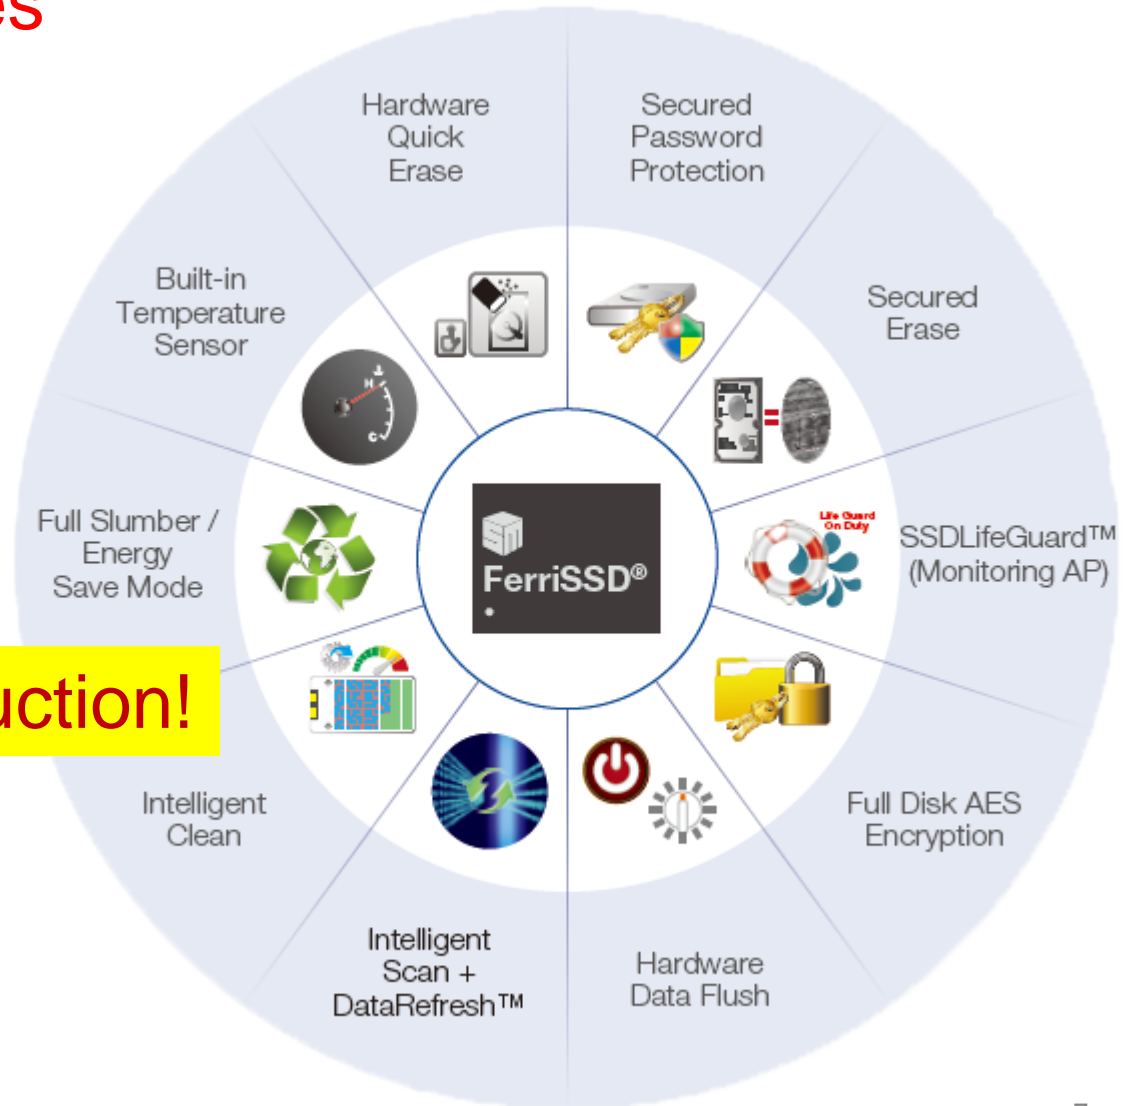 es
Hardware
Quick
Erase
Secured
Password
Protection
Built-in
Temperature
Sensor
Secured
Erase
H
C
Full Slumber /
Energy
Save Mode
FerriSSD®
Life Guard
On Duty
SSDLifeGuard™
(Monitoring AP)
uction!
Intelligent
Clean
Full Disk AES
Encryption
Intelligent
Scan +
DataRefresh™
Hardware
Data Flush